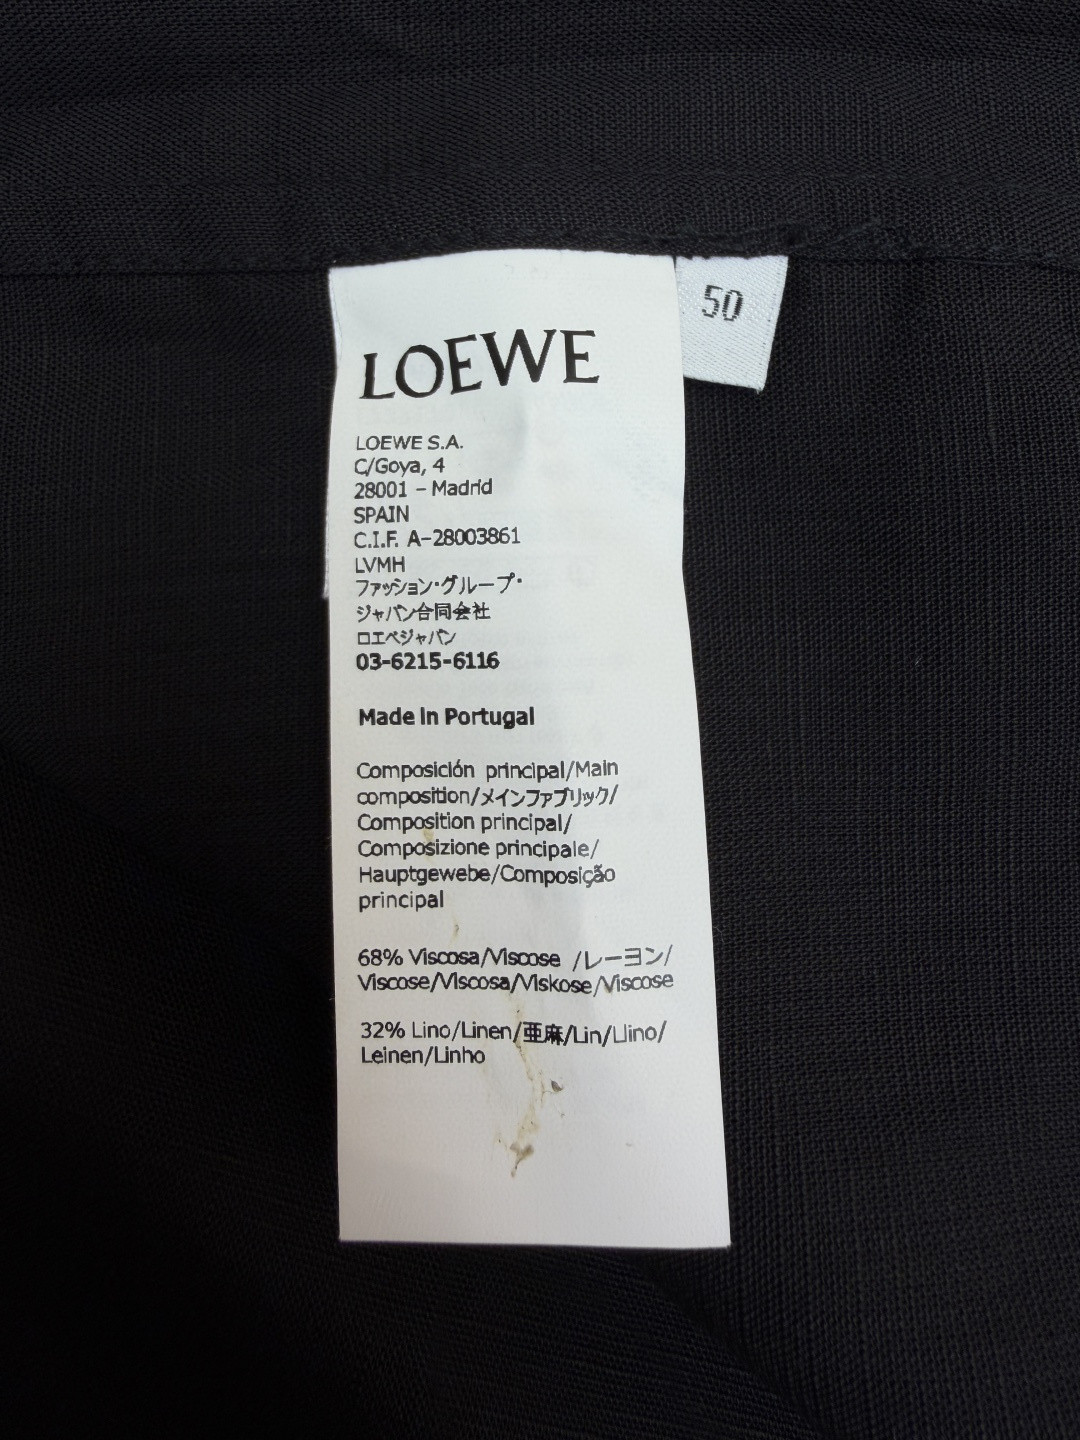 LOEWE
50
LOEWE S.A.
C/Goya, 4
28001 – Madrid
SPAIN
C.I.F. A-28003861
LVMH
ファッション・グループ・
ジャパン合同会社
ロエベジャパン
03-6215-6116
Made in Portugal
Composición principal/Main
composition/メインファブリック/
Composition principal/
Composizione principale/
Hauptgewebe/Composição
principal
68% Viscosa/Viscose /レーヨン/
Viscose/Viscosa/Viskose/Viscose
32% Lino/Linen/亜麻/Lin/Llino/
Leinen/Linho